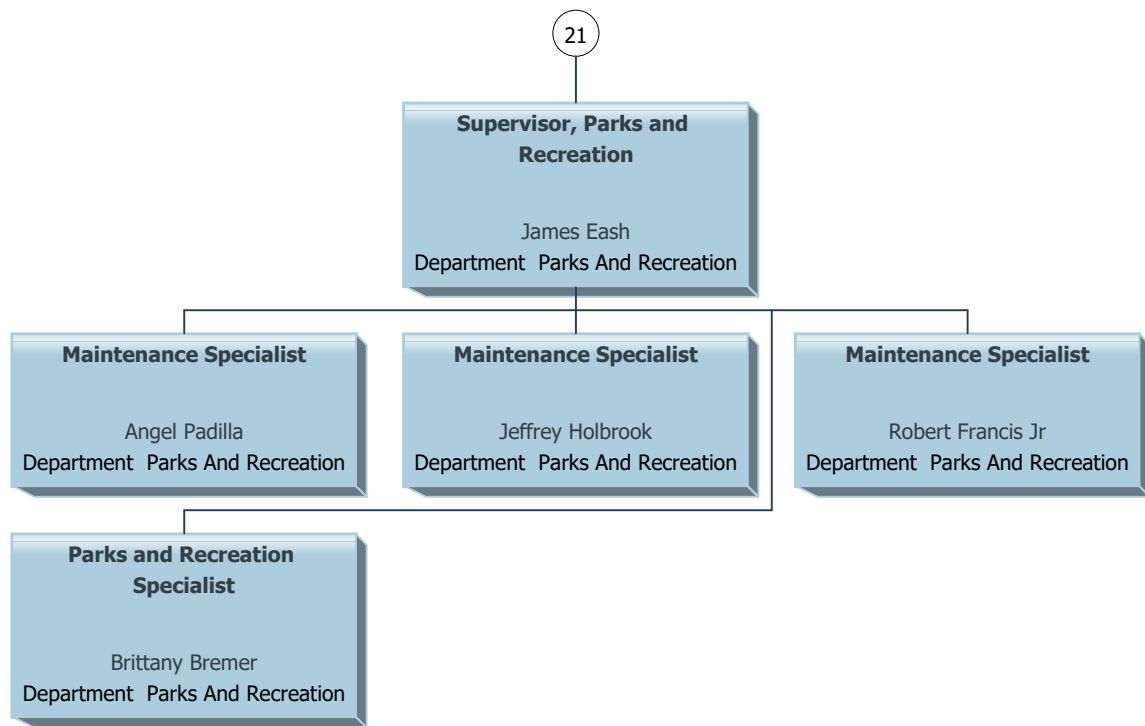 21
Supervisor, Parks and
Recreation
James Eash
Department  Parks And Recreation
Maintenance Specialist
Angel Padilla
Department  Parks And Recreation
Maintenance Specialist
Jeffrey Holbrook
Department  Parks And Recreation
Maintenance Specialist
Robert Francis Jr
Department  Parks And Recreation
Parks and Recreation
Specialist
Brittany Bremer
Department  Parks And Recreation